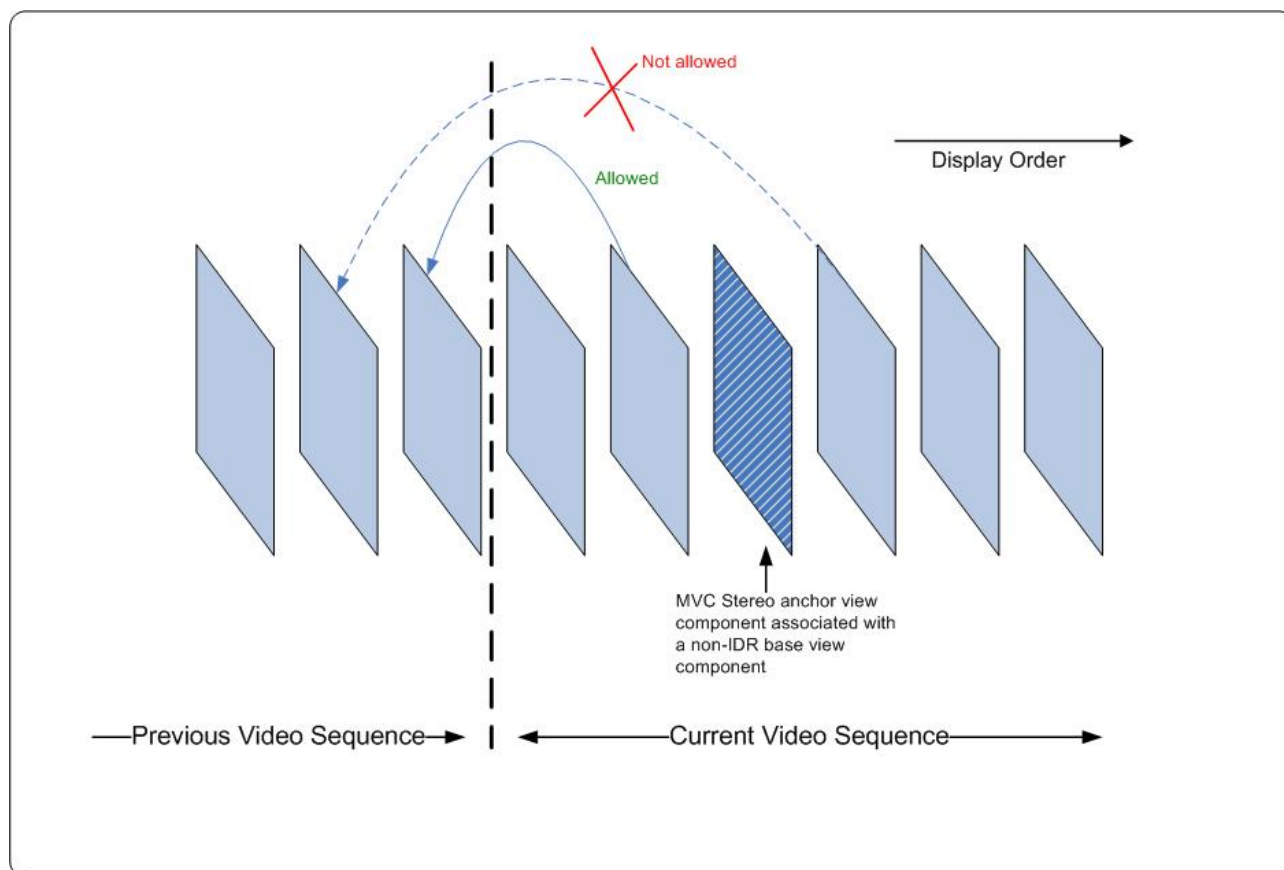 Not allowed
Display Order
Allowed
MVC Stereo anchor view
component associated with
a non-IDR base view
component
Previous Video Sequence
Current Video Sequence